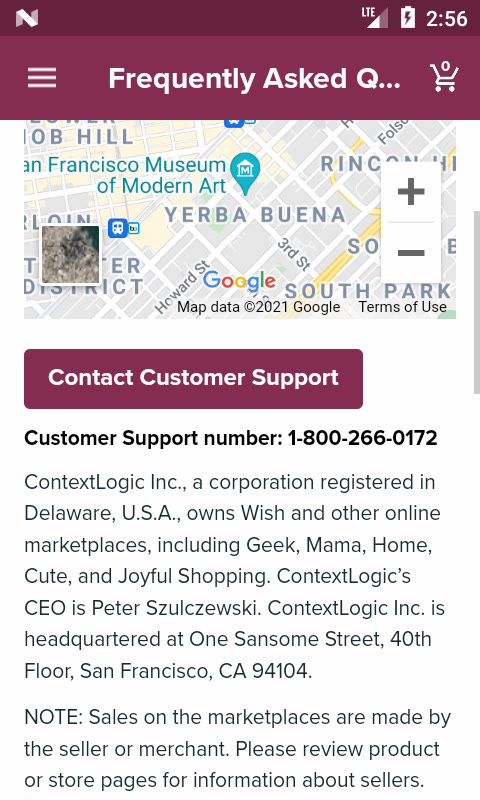 LTE
2:56
Frequently Asked Q...
0
LOWER
NOB HILL
Folso
San Francisco Museum
of Modern Art
YERBA BUENA
3rd St
SO
DISTRICT
Howard St
Google
SOUTH PARK
Map data ©2021 Google
Terms of Use
Contact Customer Support
Customer Support number: 1-800-266-0172
ContextLogic Inc., a corporation registered in
Delaware, U.S.A., owns Wish and other online
marketplaces, including Geek, Mama, Home,
Cute, and Joyful Shopping. ContextLogic’s
CEO is Peter Szulczewski. ContextLogic Inc. is
headquartered at One Sansome Street, 40th
Floor, San Francisco, CA 94104.
NOTE: Sales on the marketplaces are made by
the seller or merchant. Please review product
or store pages for information about sellers.